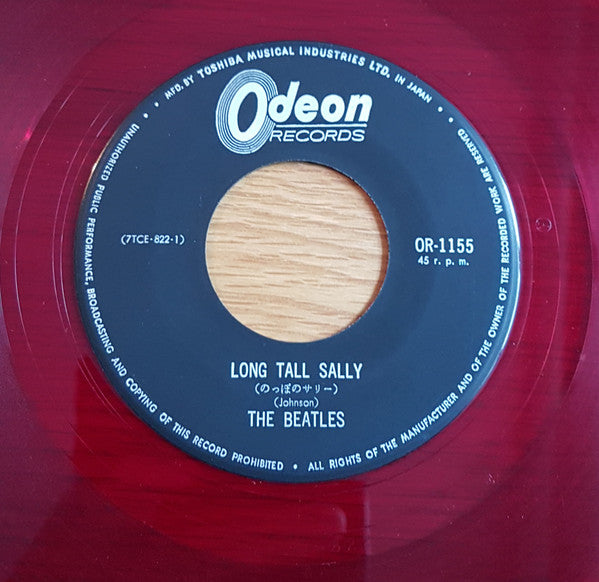 MFD. BY TOSHIBA MUSICAL INDUSTRIES LTD. IN JAPAN •
Odeon
RECORDS
(7TCE-822-1)
OR-1155
45 r. p. m.
LONG TALL SALLY
(のっぽのサリー)
(Johnson)
THE BEATLES
• UNAUTHORIZED PUBLIC PERFORMANCE, BROADCASTING AND COPYING OF THIS RECORD PROHIBITED • ALL RIGHTS OF THE MANUFACTURER AND OF THE OWNER OF THE RECORDED WORK ARE RESERVED •